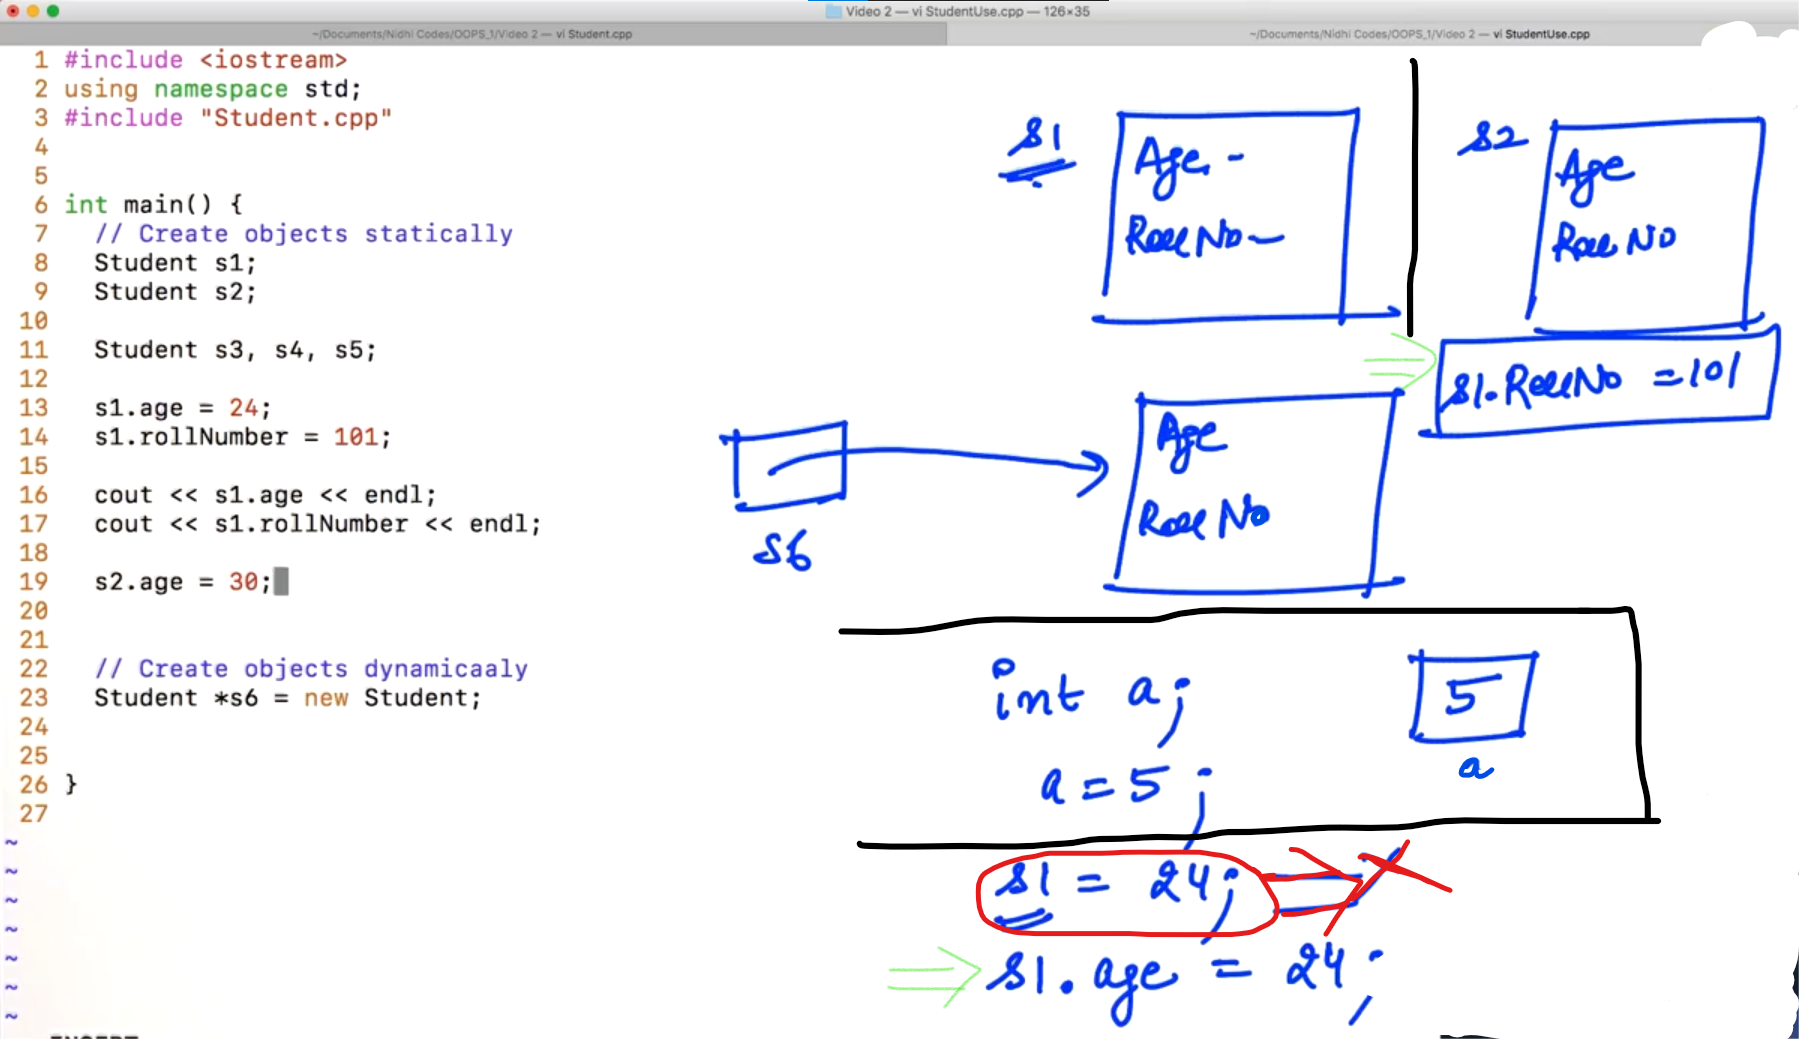 Video 2 — vi StudentUse.cpp — 126×35
~/Documents/Nidhi Codes/OOPS_1/Video 2 — vi Student.cpp
~/Documents/Nidhi Codes/OOPS_1/Video 2 — vi StudentUse.cpp
1 #include <iostream>
2 using namespace std;
3 #include "Student.cpp"
4
5
6 int main() {
7 // Create objects statically
8 Student s1;
9 Student s2;
10
11 Student s3, s4, s5;
12
13 s1.age = 24;
14 s1.rollNumber = 101;
15
16 cout << s1.age << endl;
17 cout << s1.rollNumber << endl;
18
19 s2.age = 30;
20
21
22 // Create objects dynamicaaly
23 Student *s6 = new Student;
24
25
26 }
27
~
~
~
~
~
~
~
S1
Age -
Roll No -
S2
Age
Roll No
S1.Roll No = 101
S6
Age
Roll No
int a;
5
a
a = 5;
S1 = 24;
S1.age = 24;